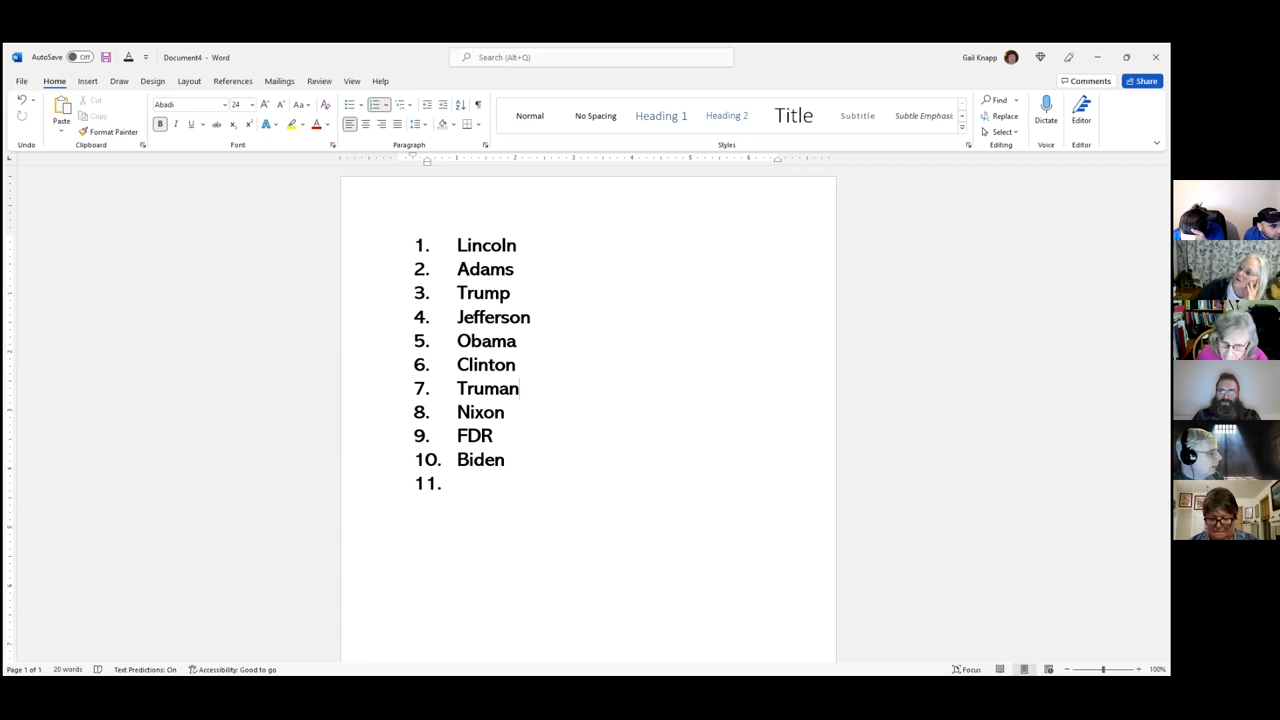 AutoSave Off Document4 - Word Search (Alt+Q) Gail Knapp
File Home Insert Draw Design Layout References Mailings Review View Help Comments Share
Paste Cut Copy Format Painter
Abadi 24 Aa
Normal No Spacing Heading 1 Heading 2 Title Subtitle Subtle Emphasi.
Find Replace Select Dictate Editor
Undo Clipboard Font Paragraph Styles Editing Voice Editor
1. Lincoln
2. Adams
3. Trump
4. Jefferson
5. Obama
6. Clinton
7. Truman
8. Nixon
9. FDR
10. Biden
11.
Page 1 of 1 20 words Text Predictions: On Accessibility: Good to go Focus 100%